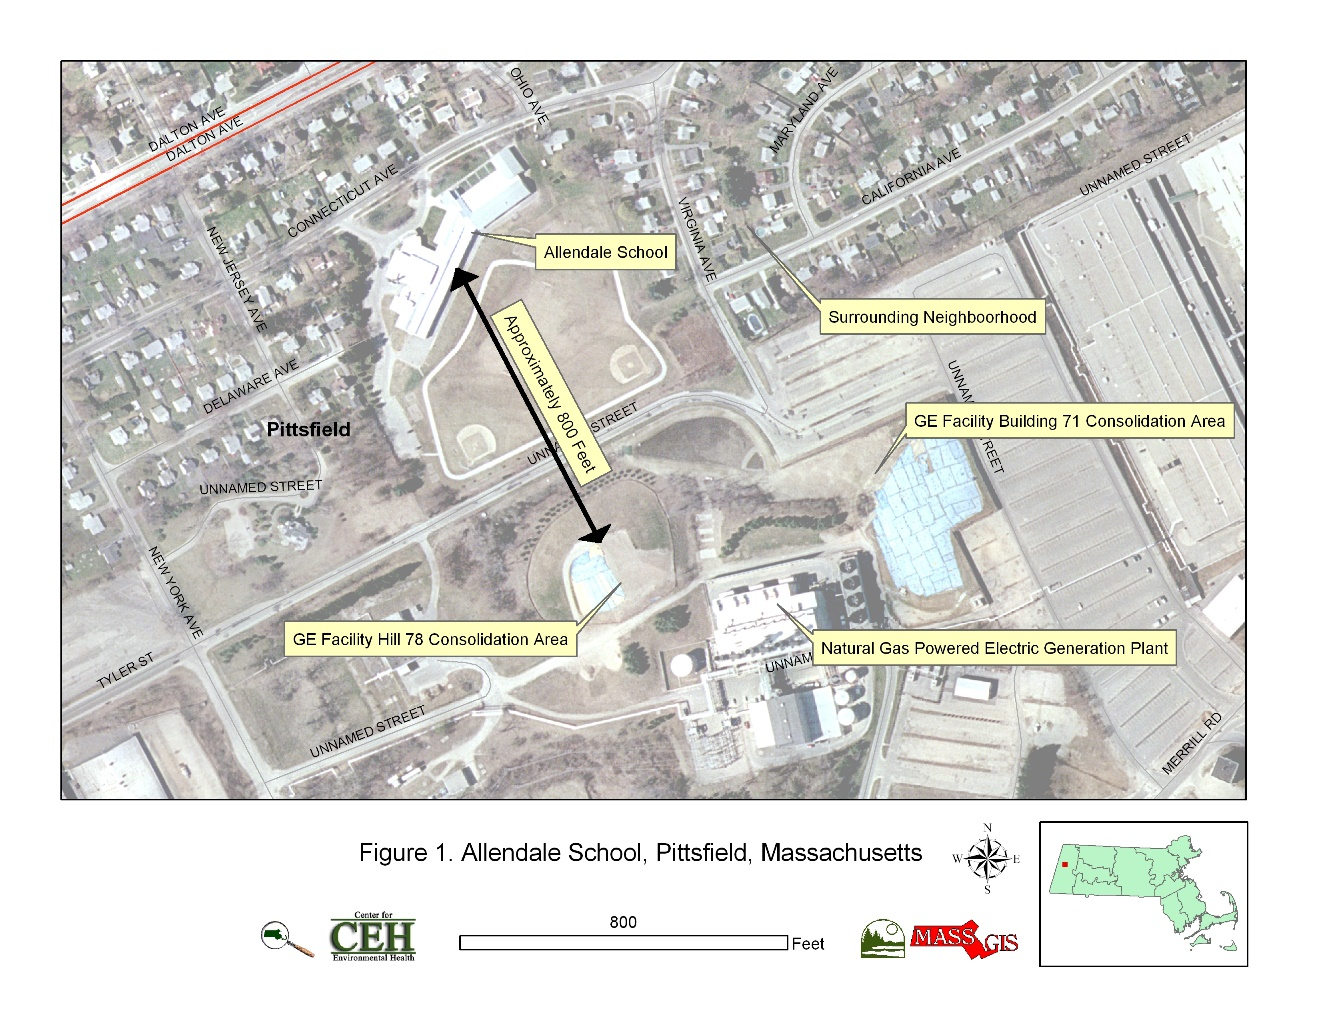 OHIO AVE
MARYLAND AVE
DALTON AVE
DALTON AVE
CONNECTICUT AVE
CALIFORNIA AVE
UNNAMED STREET
NEW JERSEY AVE
VIRGINIA AVE
Allendale School
Surrounding Neighboorhood
Approximately 800 Feet
DELAWARE AVE
UNNAMED STREET
Pittsfield
GE Facility Building 71 Consolidation Area
STREET
UNNAMED STREET
NEW YORK AVE
GE Facility Hill 78 Consolidation Area
Natural Gas Powered Electric Generation Plant
UNNAM
TYLER ST
UNNAMED STREET
MERRILL RD
Figure 1. Allendale School, Pittsfield, Massachusetts
N
W E
S
Center for
CEH
Environmental Health
800
Feet
MASS GIS